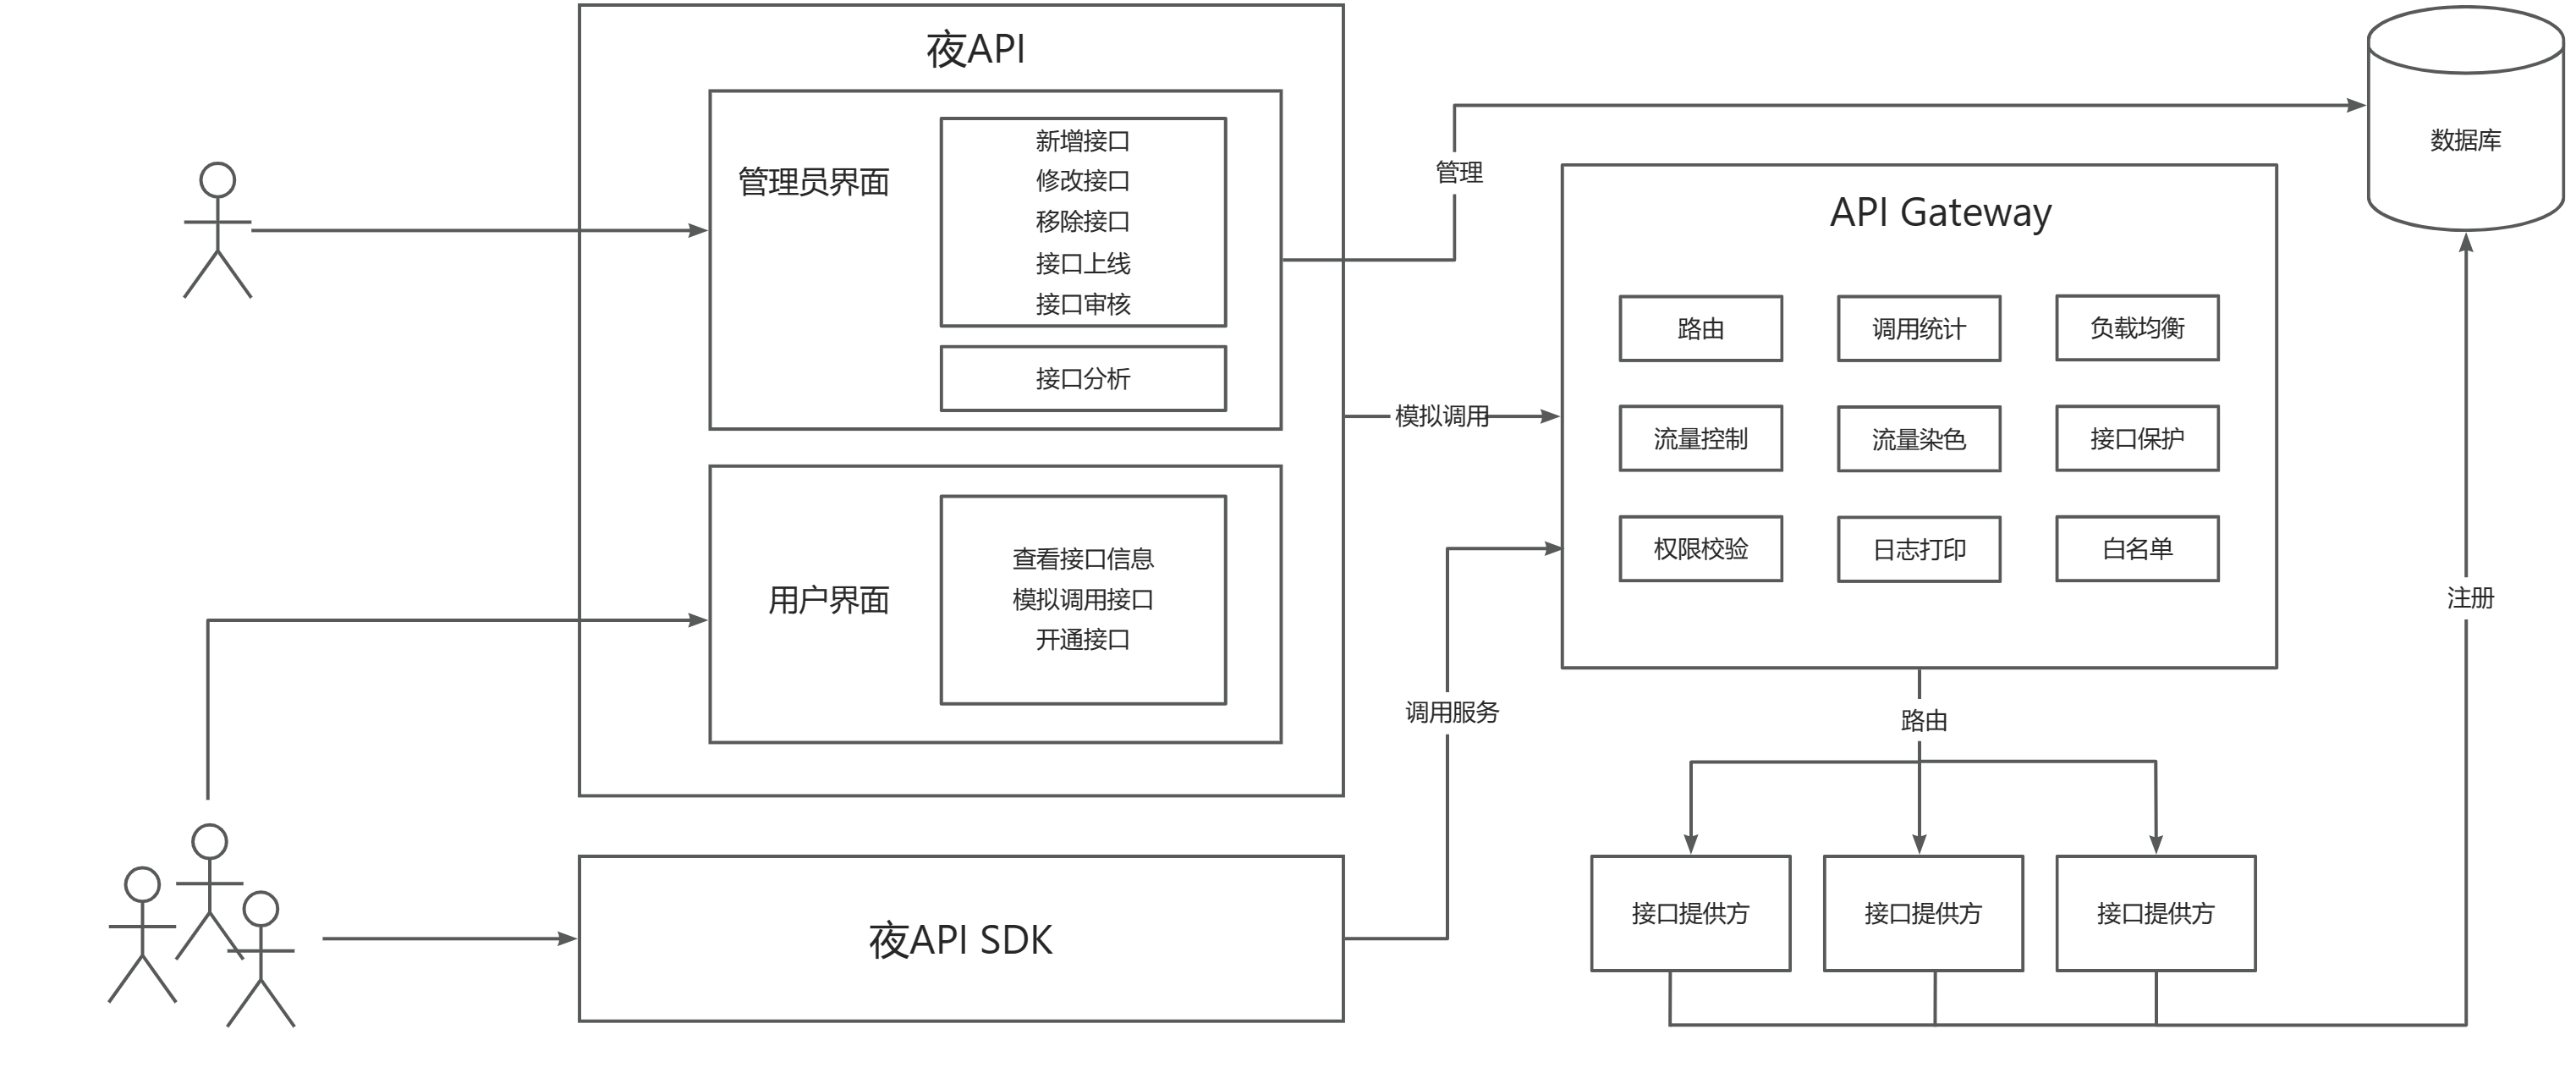 夜API
管理员界面
新增接口
修改接口
移除接口
接口上线
接口审核
接口分析
用户界面
查看接口信息
模拟调用接口
开通接口
夜API SDK
管理
模拟调用
调用服务
API Gateway
路由
调用统计
负载均衡
流量控制
流量染色
接口保护
权限校验
日志打印
白名单
路由
接口提供方
接口提供方
接口提供方
数据库
注册